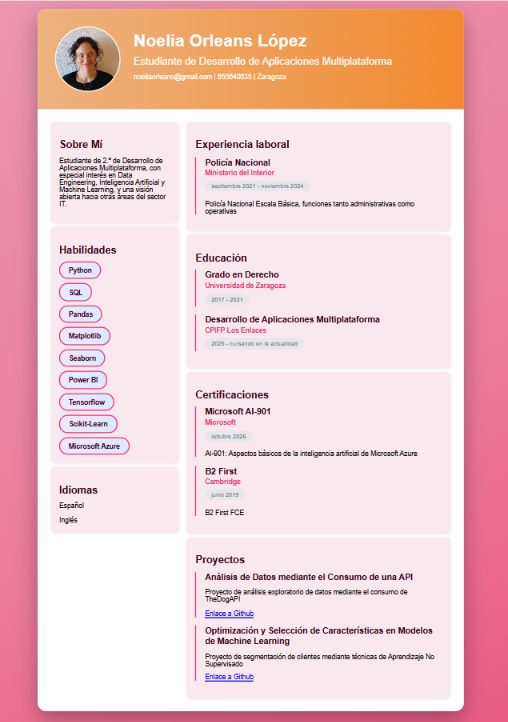 Noelia Orleans López
Estudiante de Desarrollo de Aplicaciones Multiplataforma
noeliaorleans@gmail.com | 666640635 | Zaragoza
Sobre Mí
Estudiante de 2.º de Desarrollo de
Aplicaciones Multiplataforma, con
especial interés en Data
Engineering, Inteligencia Artificial y
Machine Learning, y una visión
abierta hacia otras áreas del sector
IT.
Habilidades
Python
SQL
Pandas
Matplotlib
Seaborn
Power BI
Tensorflow
Scikit-Learn
Microsoft Azure
Idiomas
Español
Inglés
Experiencia laboral
Policía Nacional
Ministerio del Interior
septiembre 2021 - noviembre 2024
Policía Nacional Escala Básica, funciones tanto administrativas como
operativas
Educación
Grado en Derecho
Universidad de Zaragoza
2017 - 2021
Desarrollo de Aplicaciones Multiplataforma
CPIFP Los Enlaces
2025 - cursando en la actualidad
Certificaciones
Microsoft AI-901
Microsoft
octubre 2026
AI-901: Aspectos básicos de la inteligencia artificial de Microsoft Azure
B2 First
Cambridge
junio 2015
B2 First FCE
Proyectos
Análisis de Datos mediante el Consumo de una API
Proyecto de análisis exploratorio de datos mediante el consumo de
TheDogAPI
Enlace a Github
Optimización y Selección de Características en Modelos
de Machine Learning
Proyecto de segmentación de clientes mediante técnicas de Aprendizaje No
Supervisado
Enlace a Github